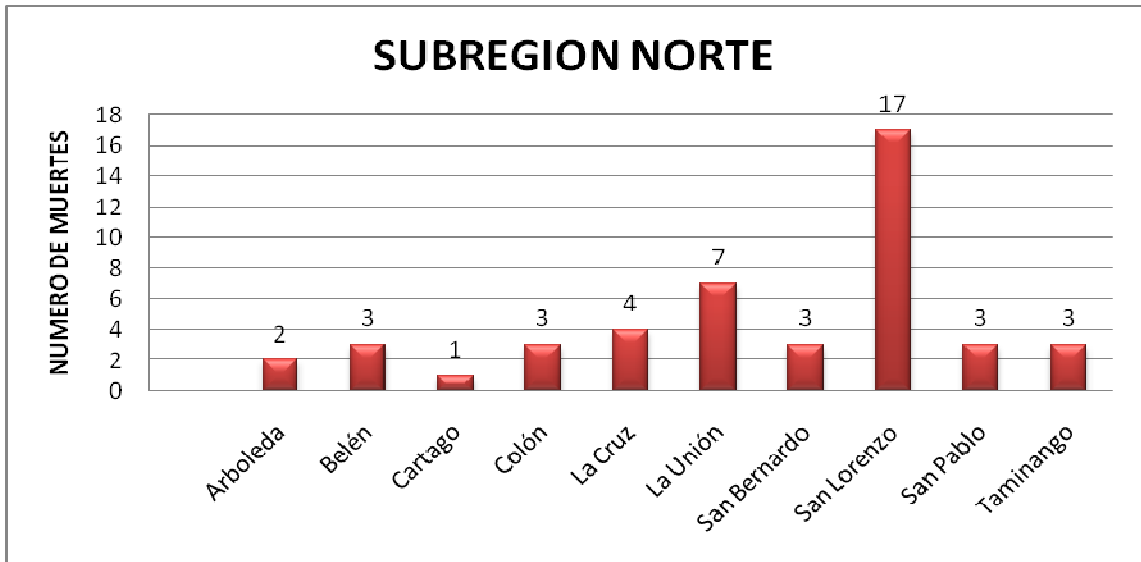 SUBREGION NORTE
NUMERO DE MUERTES
18
16
14
12
10
8
6
4
2
0
2
3
1
3
4
7
3
17
3
3
Arboleda
Belén
Cartago
Colón
La Cruz
La Unión
San Bernardo
San Lorenzo
San Pablo
Taminango